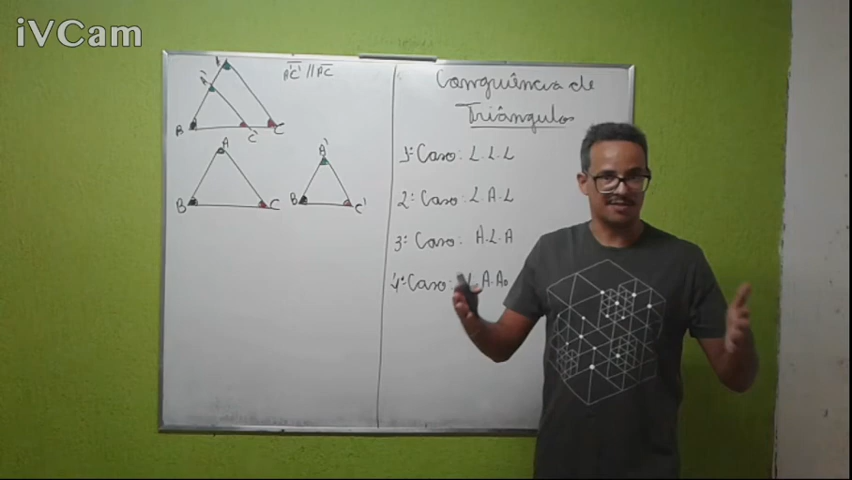 iVCam
A'C' // AC
A
A'
B
C'
C
A
B
C
A'
B
C'
Congruência de
Triângulos
1º Caso: L.L.L
2º Caso: L.A.L
3º Caso: A.L.A
4º Caso: L.A.Ao